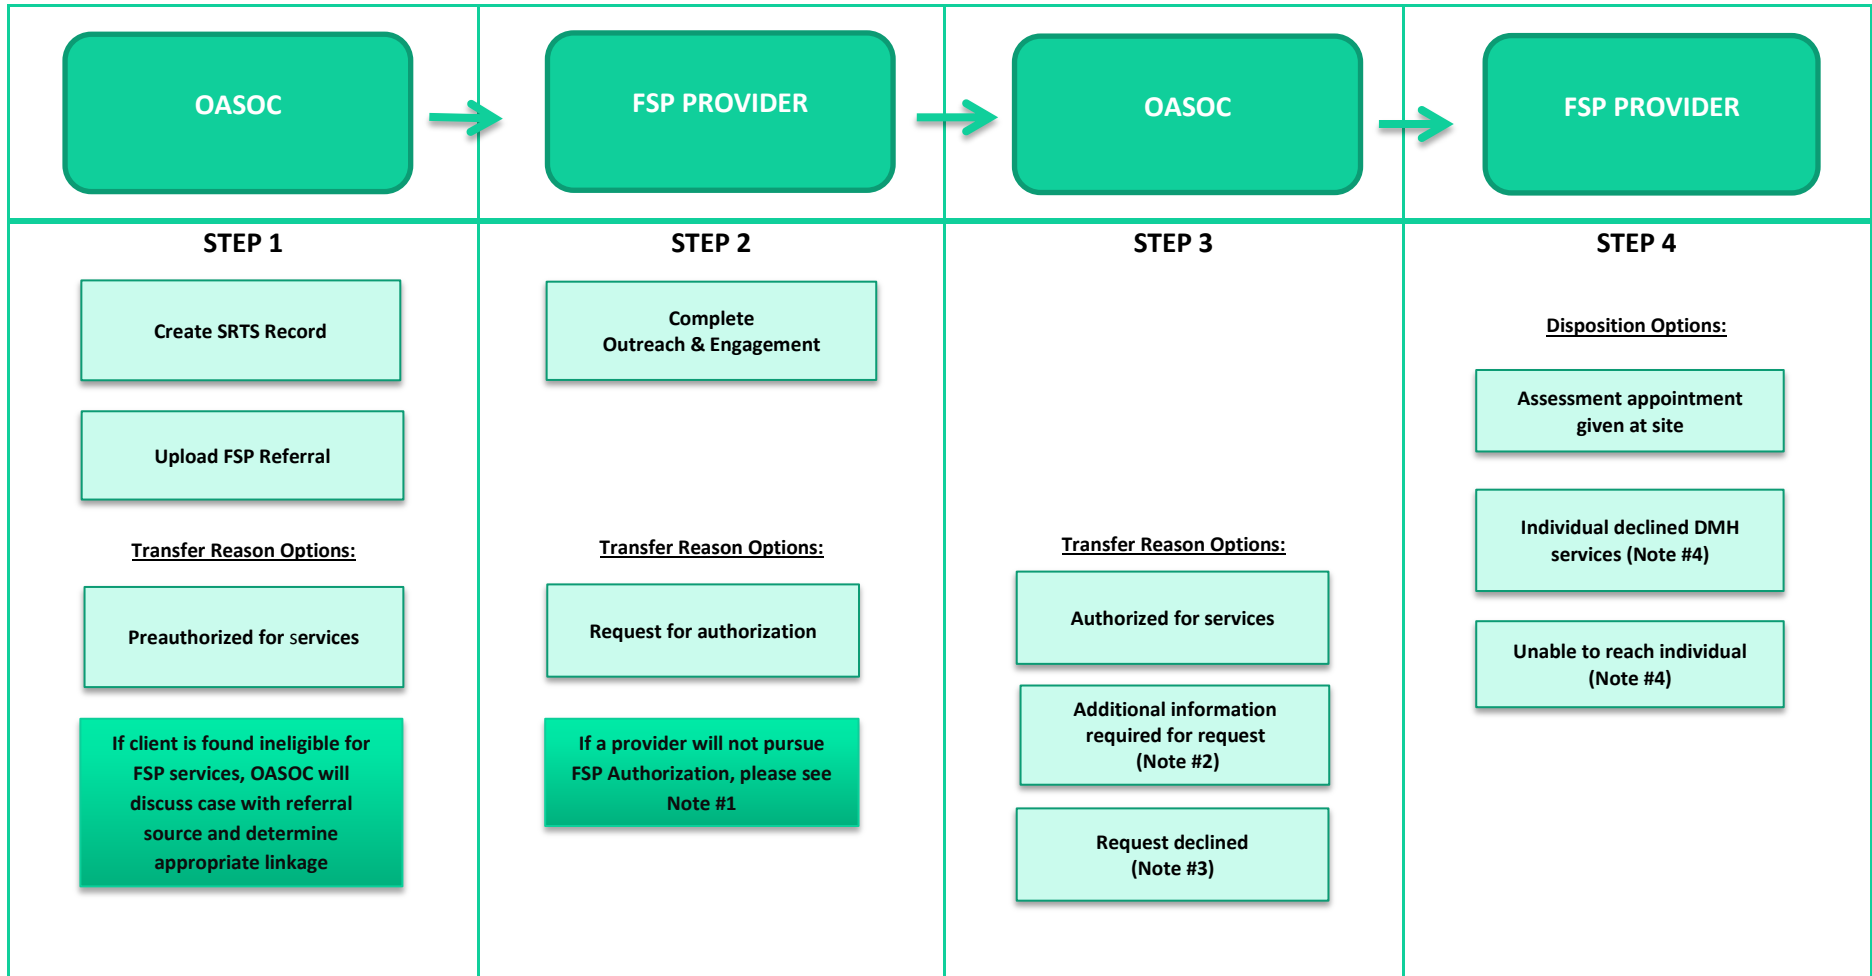 OASOC
FSP PROVIDER
OASOC
FSP PROVIDER
STEP 1
Create SRTS Record
Upload FSP Referral
Transfer Reason Options:
Preauthorized for services
If client is found ineligible for
FSP services, OASOC will
discuss case with referral
source and determine
appropriate linkage
STEP 2
Complete
Outreach & Engagement
Transfer Reason Options:
Request for authorization
If a provider will not pursue
FSP Authorization, please see
Note #1
STEP 3
Transfer Reason Options:
Authorized for services
Additional information
required for request
(Note #2)
Request declined
(Note #3)
STEP 4
Disposition Options:
Assessment appointment
given at site
Individual declined DMH
services (Note #4)
Unable to reach individual
(Note #4)